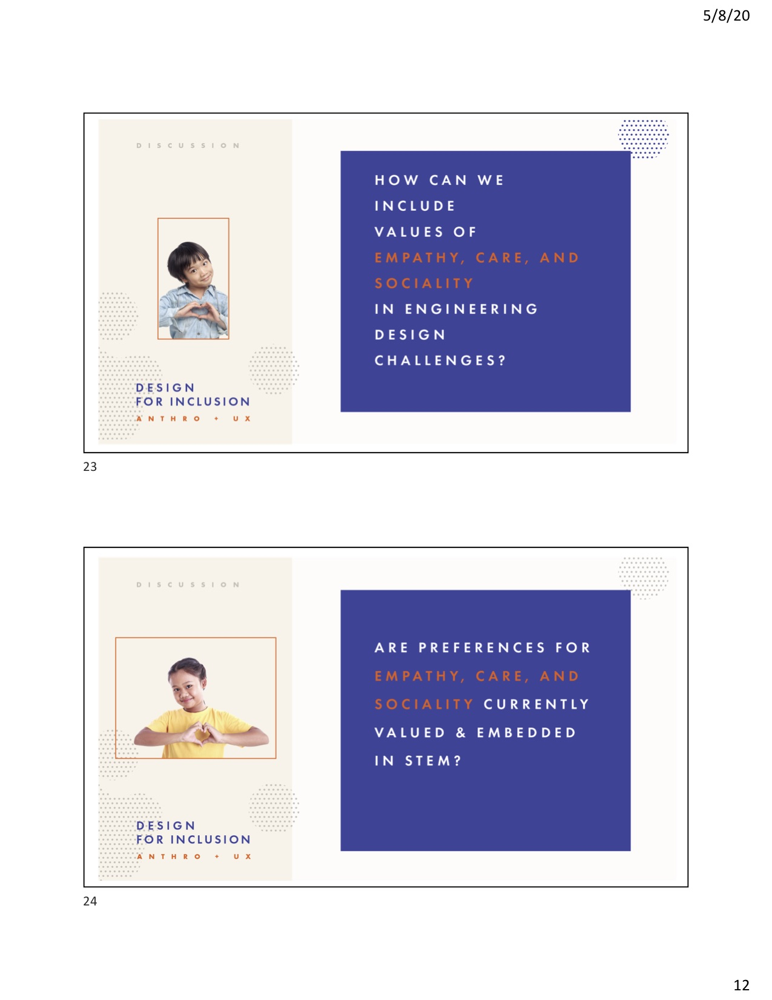 5/8/20
DISCUSSION
HOW CAN WE
INCLUDE
VALUES OF
EMPATHY, CARE, AND
SOCIALITY
IN ENGINEERING
DESIGN
CHALLENGES?
DESIGN
FOR INCLUSION
ANTHRO + UX
23
DISCUSSION
ARE PREFERENCES FOR
EMPATHY, CARE, AND
SOCIALITY CURRENTLY
VALUED & EMBEDDED
IN STEM?
DESIGN
FOR INCLUSION
ANTHRO + UX
24
12